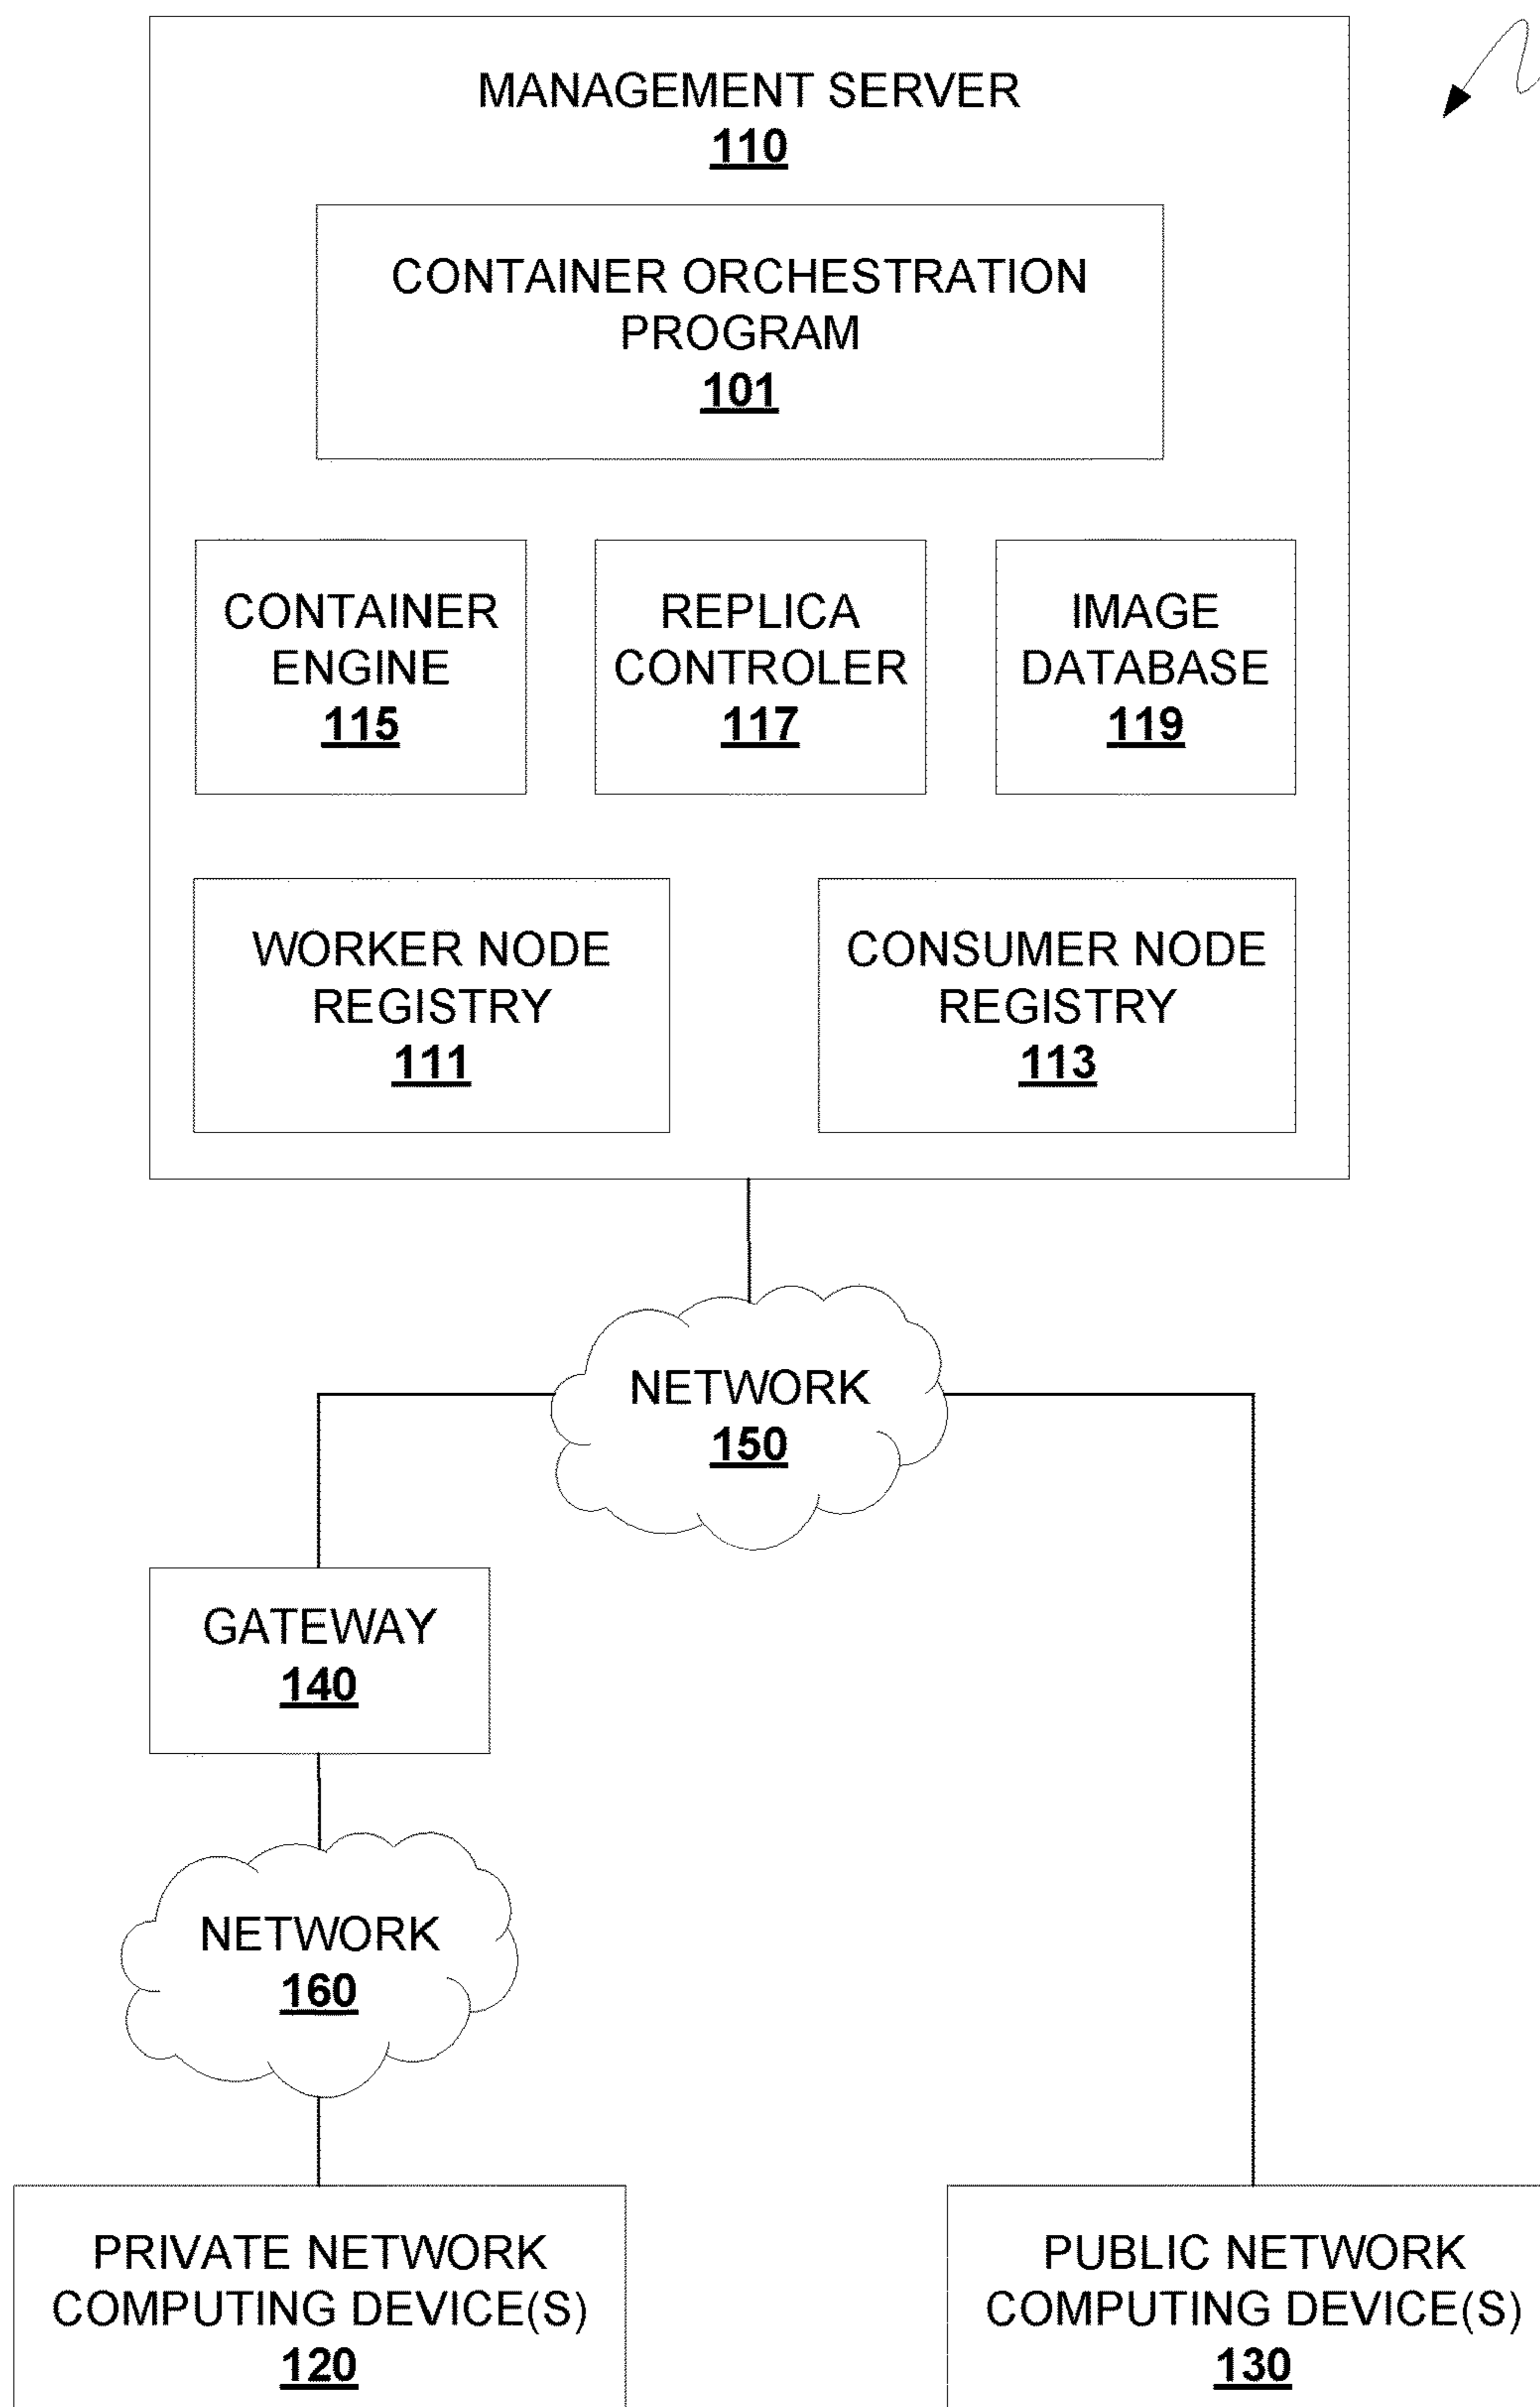 MANAGEMENT SERVER
110
CONTAINER ORCHESTRATION
PROGRAM
101
CONTAINER
ENGINE
115
REPLICA
CONTROLER
117
IMAGE
DATABASE
119
WORKER NODE
REGISTRY
111
CONSUMER NODE
REGISTRY
113
NETWORK
150
GATEWAY
140
NETWORK
160
PRIVATE NETWORK
COMPUTING DEVICE(S)
120
PUBLIC NETWORK
COMPUTING DEVICE(S)
130